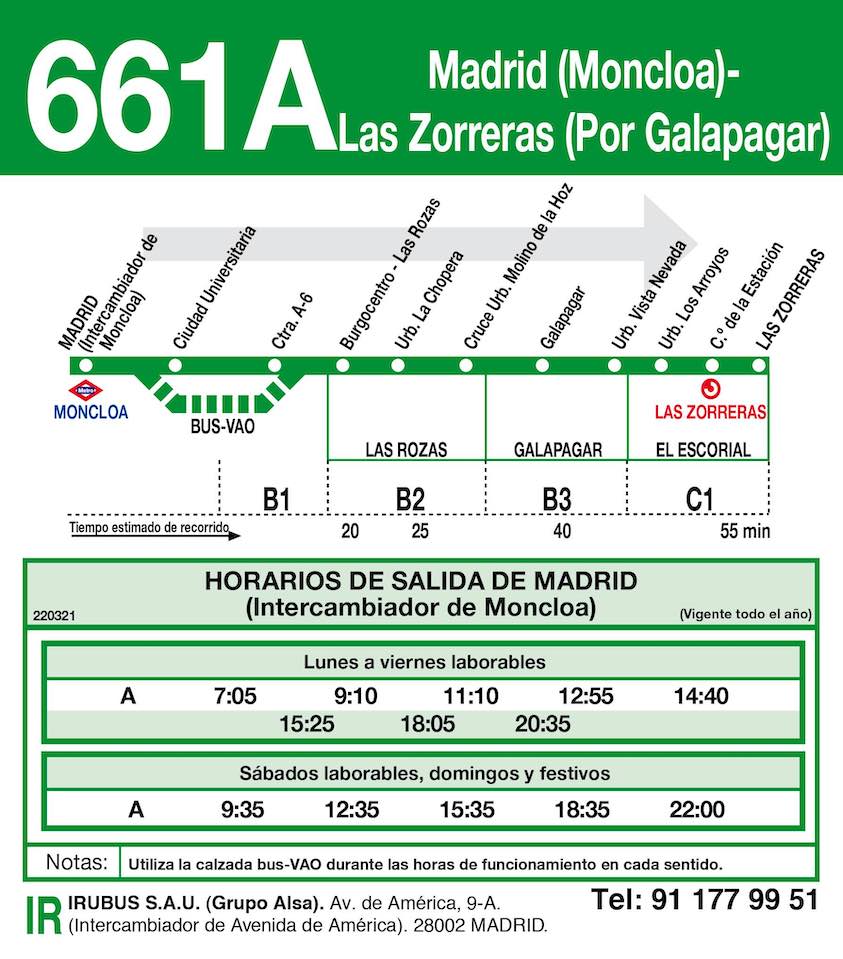 661A
Madrid (Moncloa)-
Las Zorreras (Por Galapagar)
MADRID
(Intercambiador de
Moncloa)
Ciudad Universitaria
Ctra. A-6
Burgocentro - Las Rozas
Urb. La Chopera
Cruce Urb. Molino de la Hoz
Galapagar
Urb. Vista Nevada
Urb. Los Arroyos
C.º de la Estación
LAS ZORRERAS
Metro
MONCLOA
BUS-VAO
LAS ZORRERAS
LAS ROZAS
GALAPAGAR
EL ESCORIAL
B1 B2 B3 C1
Tiempo estimado de recorrido 20 25 40 55 min
HORARIOS DE SALIDA DE MADRID
(Intercambiador de Moncloa)
220321
(Vigente todo el año)
Lunes a viernes laborables
A 7:05 9:10 11:10 12:55 14:40
15:25 18:05 20:35
Sábados laborables, domingos y festivos
A 9:35 12:35 15:35 18:35 22:00
Notas: Utiliza la calzada bus-VAO durante las horas de funcionamiento en cada sentido.
IR
IRUBUS S.A.U. (Grupo Alsa). Av. de América, 9-A.
(Intercambiador de Avenida de América). 28002 MADRID.
Tel: 91 177 99 51